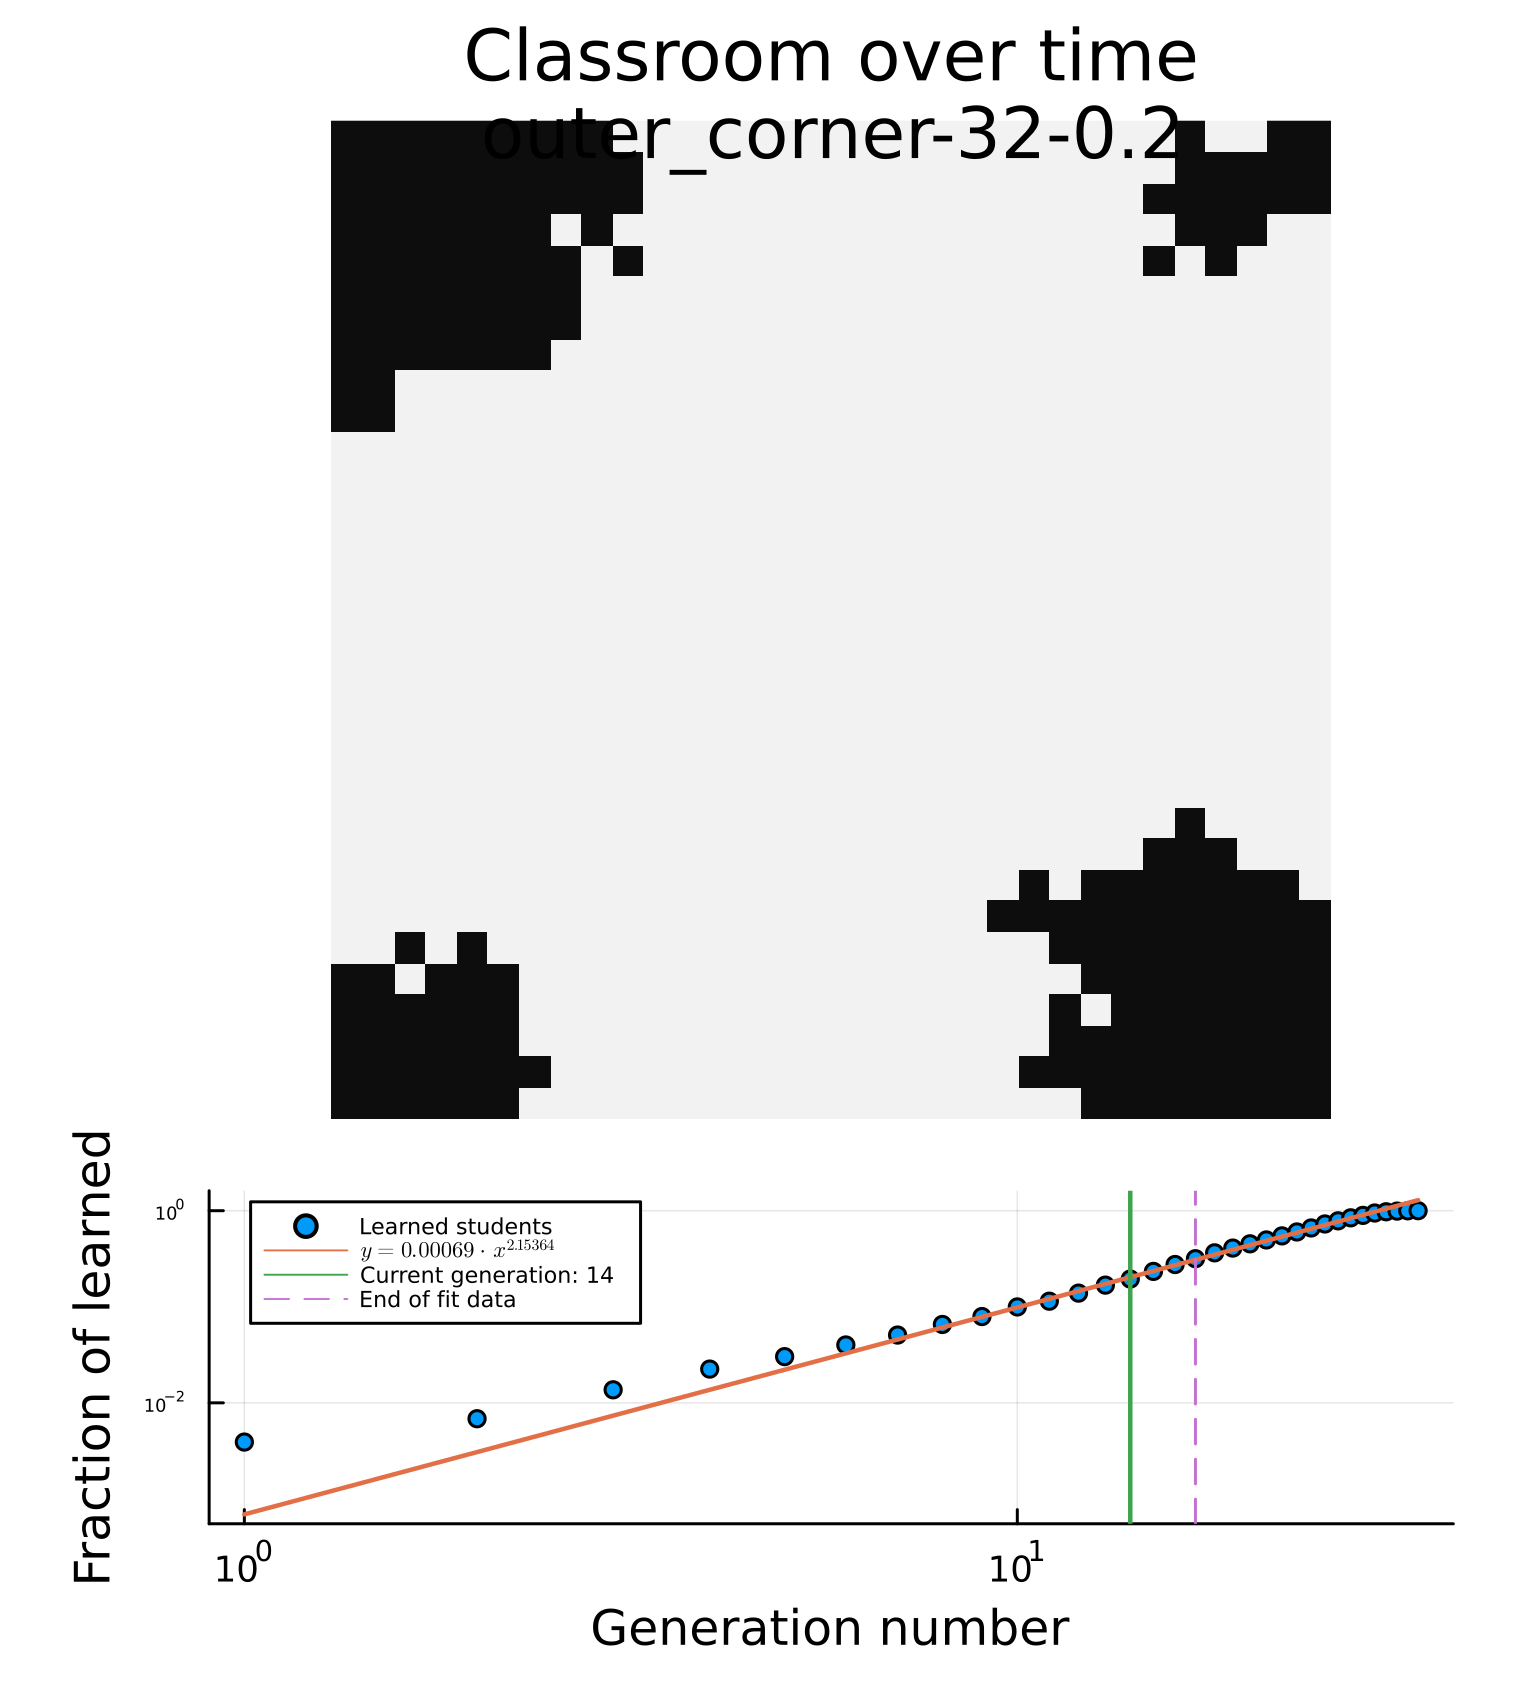 Classroom over time
outer_corner-32-0.2
Fraction of learned
10^0
10^−2
Learned students
y = 0.00069 · x^2.15364
Current generation: 14
End of fit data
10^0
10^1
Generation number